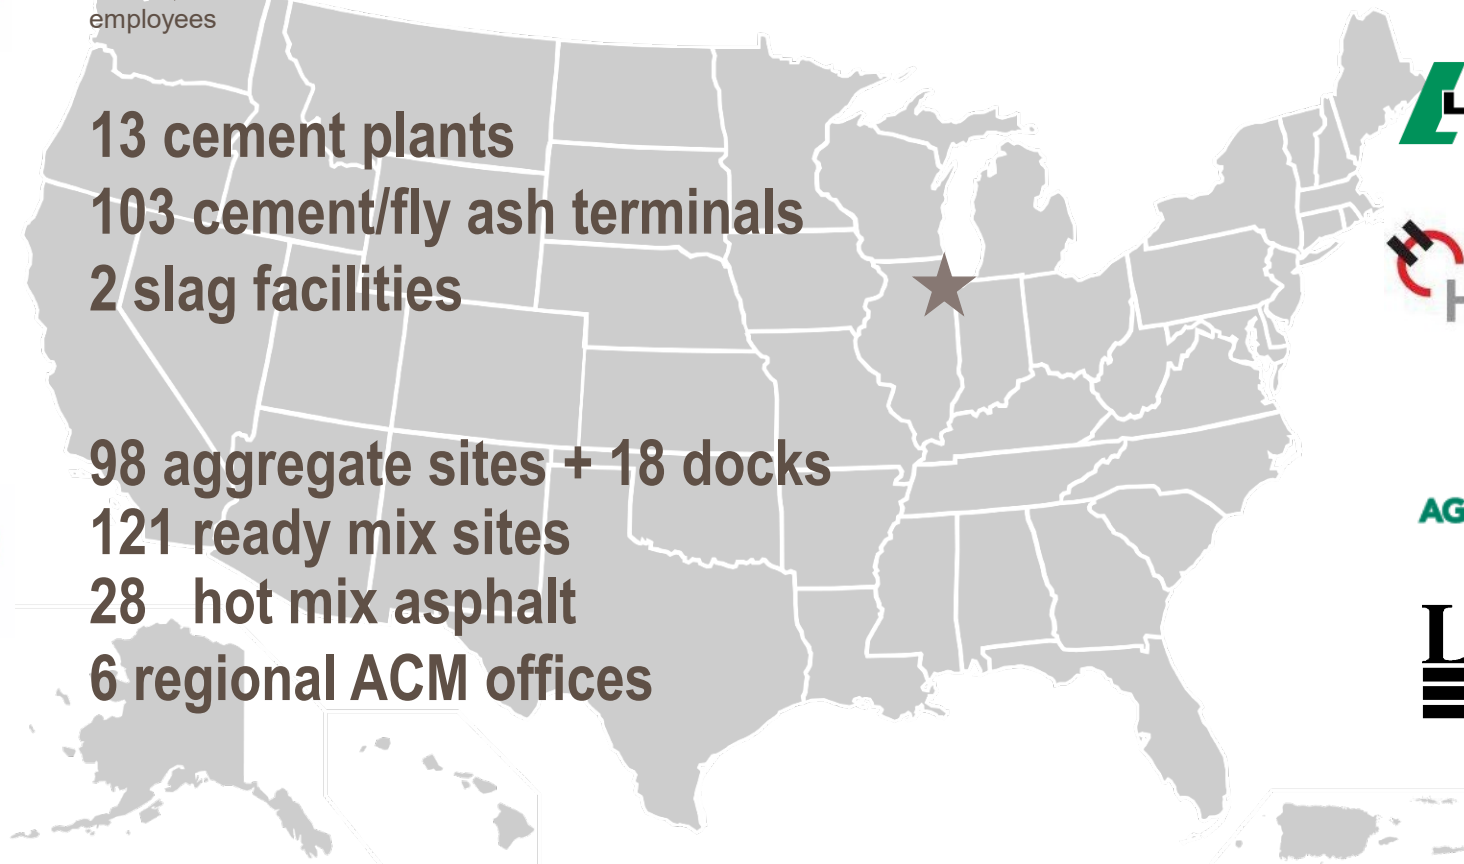 employees
13 cement plants
103 cement/fly ash terminals
2 slag facilities
98 aggregate sites + 18 docks
121 ready mix sites
28 hot mix asphalt
6 regional ACM offices
AG
L
H